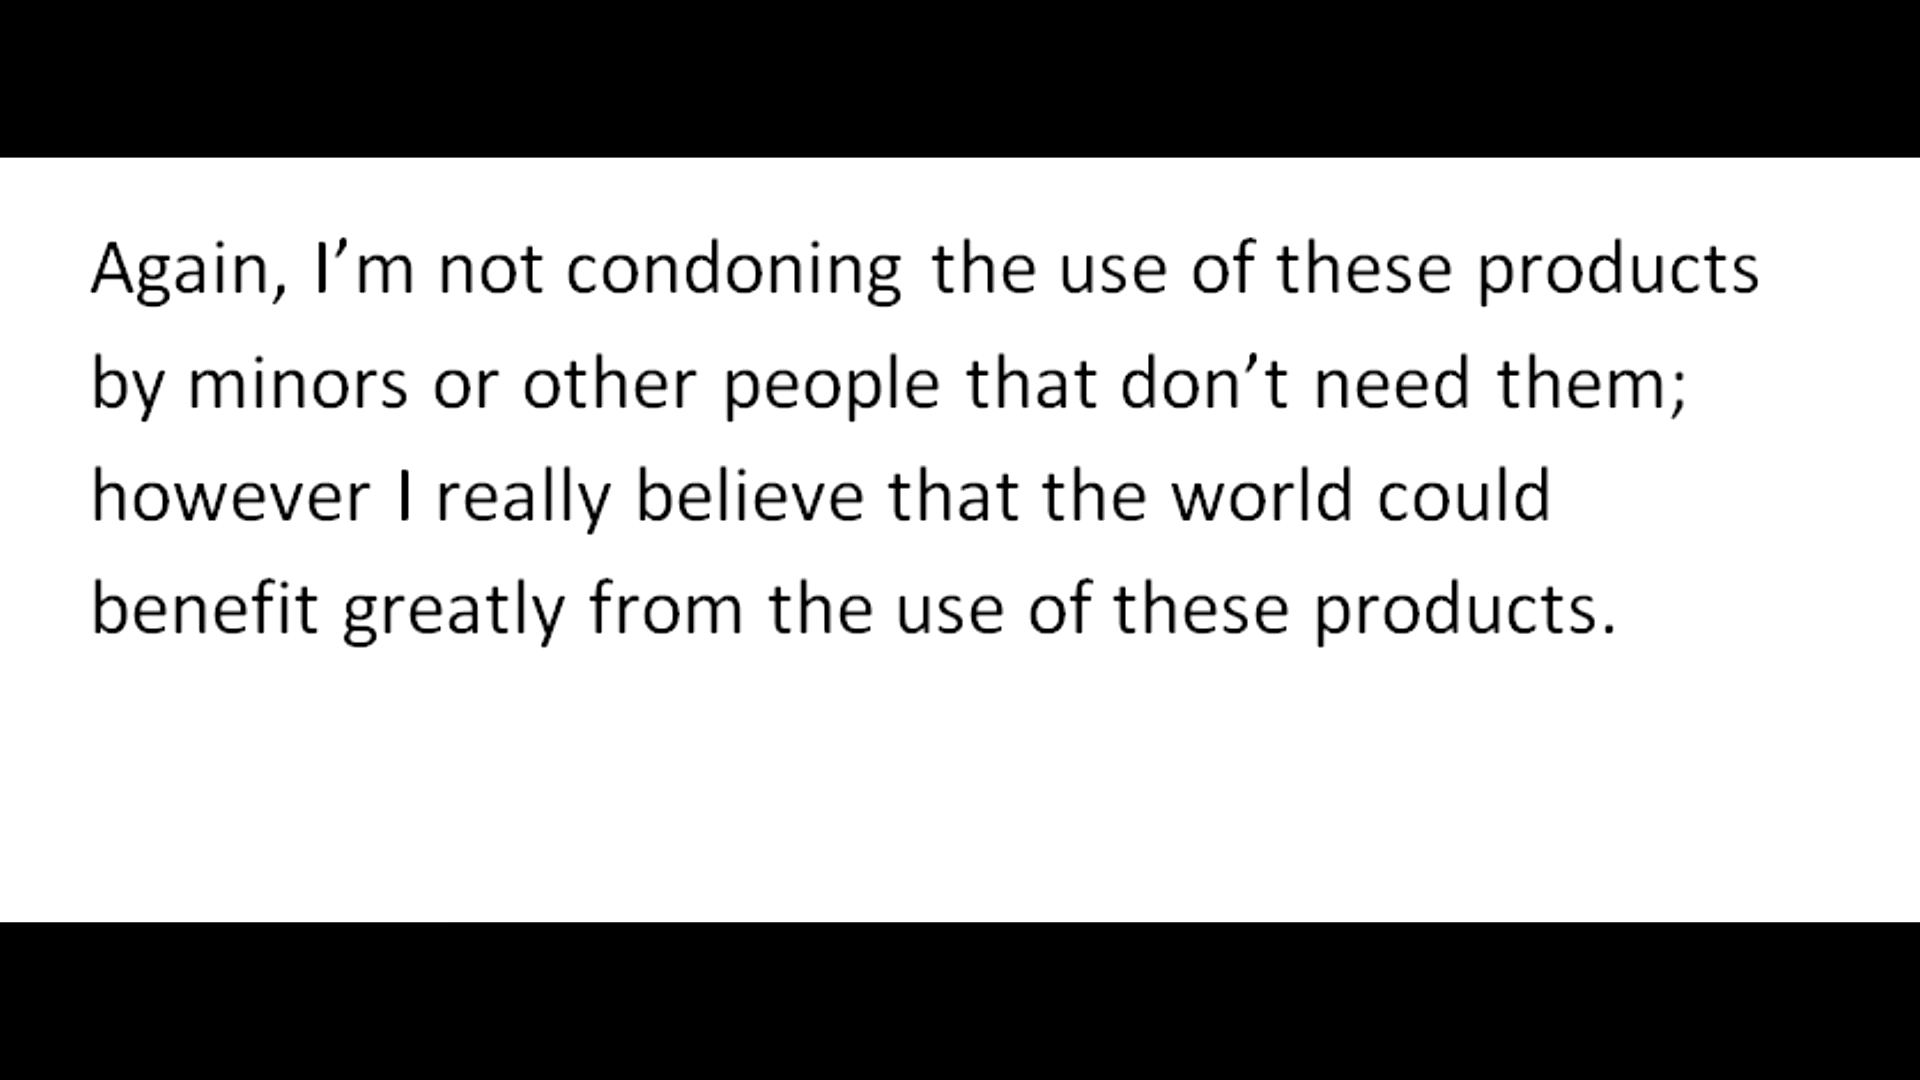 Again, I’m not condoning the use of these products
by minors or other people that don’t need them;
however I really believe that the world could
benefit greatly from the use of these products.